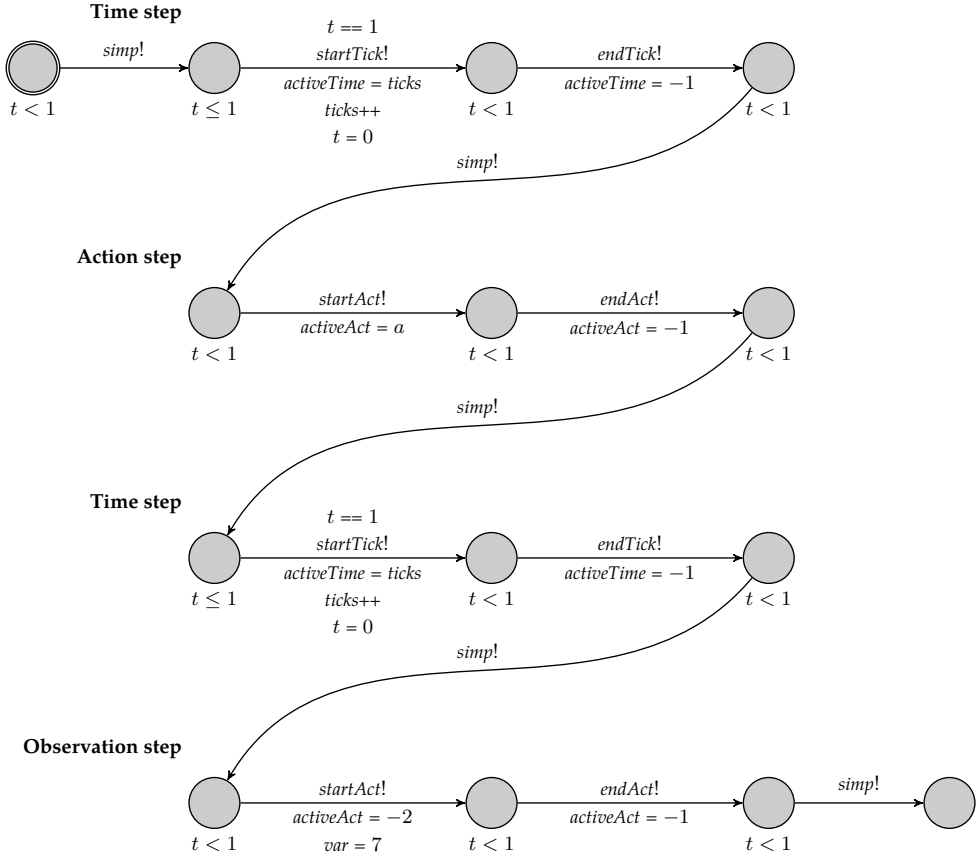 Time step
simp!
t == 1
startTick!
activeTime = ticks
ticks++
t = 0
endTick!
activeTime = −1
t < 1
t ≤ 1
t < 1
t < 1
simp!
Action step
startAct!
activeAct = a
endAct!
activeAct = −1
t < 1
t < 1
t < 1
simp!
Time step
t == 1
startTick!
activeTime = ticks
ticks++
t = 0
endTick!
activeTime = −1
t ≤ 1
t < 1
t < 1
simp!
Observation step
startAct!
activeAct = −2
var = 7
endAct!
activeAct = −1
simp!
t < 1
t < 1
t < 1